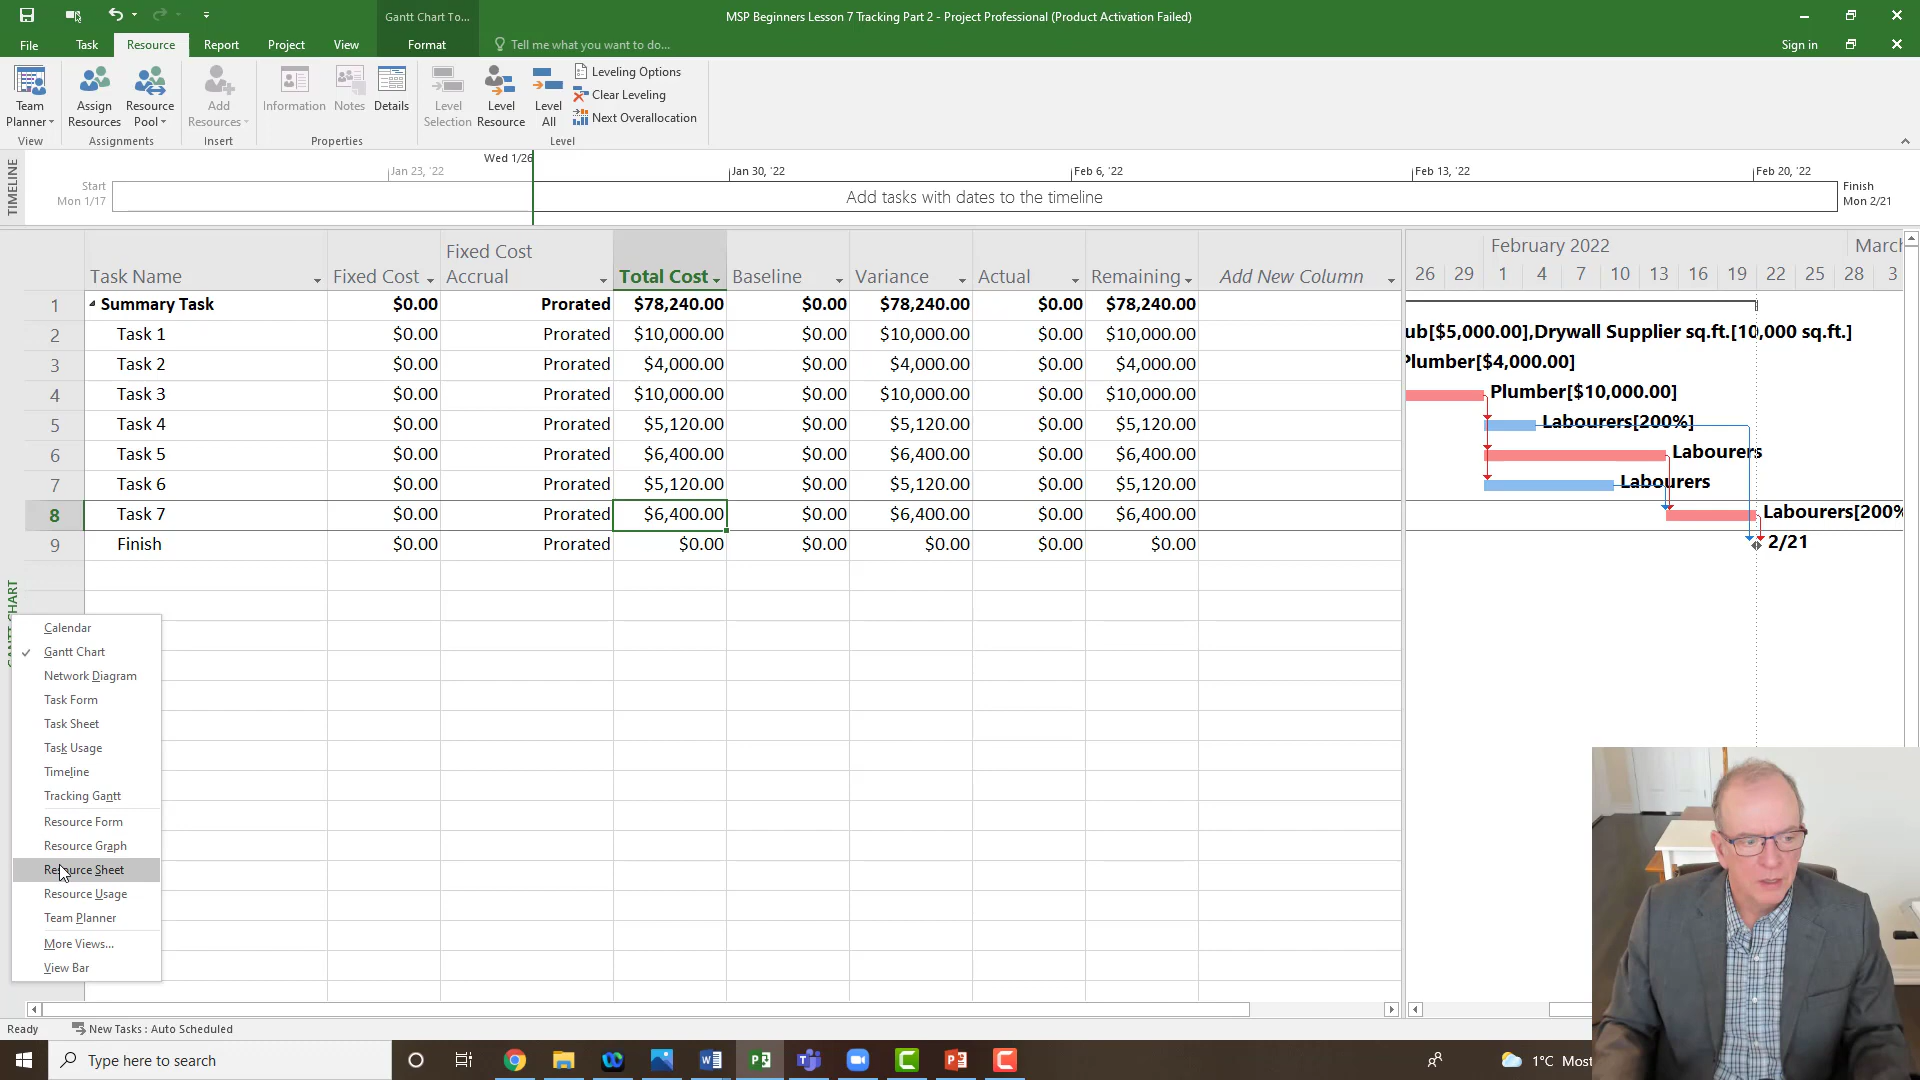 Gantt Chart To...
MSP Beginners Lesson 7 Tracking Part 2 - Project Professional (Product Activation Failed)
File
Task
Resource
Report
Project
View
Format
Tell me what you want to do...
Sign in
Team Planner
Assign Resources
Resource Pool
Add Resources
Information
Notes
Details
Level Selection
Level Resource
Level All
Leveling Options
Clear Leveling
Next Overallocation
View
Assignments
Insert
Properties
Level
TIMELINE
Wed 1/26
Jan 23, '22
Jan 30, '22
Feb 6, '22
Feb 13, '22
Feb 20, '22
Start
Mon 1/17
Add tasks with dates to the timeline
Finish
Mon 2/21
Task Name Fixed Cost Fixed Cost Accrual Total Cost Baseline Variance Actual Remaining Add New Column
February 2022 March
26 29 1 4 7 10 13 16 19 22 25 28 3
1 Summary Task $0.00 Prorated $78,240.00 $0.00 $78,240.00 $0.00 $78,240.00
2 Task 1 $0.00 Prorated $10,000.00 $0.00 $10,000.00 $0.00 $10,000.00 ub[$5,000.00],Drywall Supplier sq.ft.[10,000 sq.ft.]
3 Task 2 $0.00 Prorated $4,000.00 $0.00 $4,000.00 $0.00 $4,000.00 Plumber[$4,000.00]
4 Task 3 $0.00 Prorated $10,000.00 $0.00 $10,000.00 $0.00 $10,000.00 Plumber[$10,000.00]
5 Task 4 $0.00 Prorated $5,120.00 $0.00 $5,120.00 $0.00 $5,120.00 Labourers[200%]
6 Task 5 $0.00 Prorated $6,400.00 $0.00 $6,400.00 $0.00 $6,400.00 Labourers
7 Task 6 $0.00 Prorated $5,120.00 $0.00 $5,120.00 $0.00 $5,120.00 Labourers
8 Task 7 $0.00 Prorated $6,400.00 $0.00 $6,400.00 $0.00 $6,400.00 Labourers[200%
9 Finish $0.00 Prorated $0.00 $0.00 $0.00 $0.00 $0.00 2/21
GANTT CHART
Calendar
Gantt Chart
Network Diagram
Task Form
Task Sheet
Task Usage
Timeline
Tracking Gantt
Resource Form
Resource Graph
Resource Sheet
Resource Usage
Team Planner
More Views...
View Bar
Ready
New Tasks : Auto Scheduled
Type here to search
1°C Most